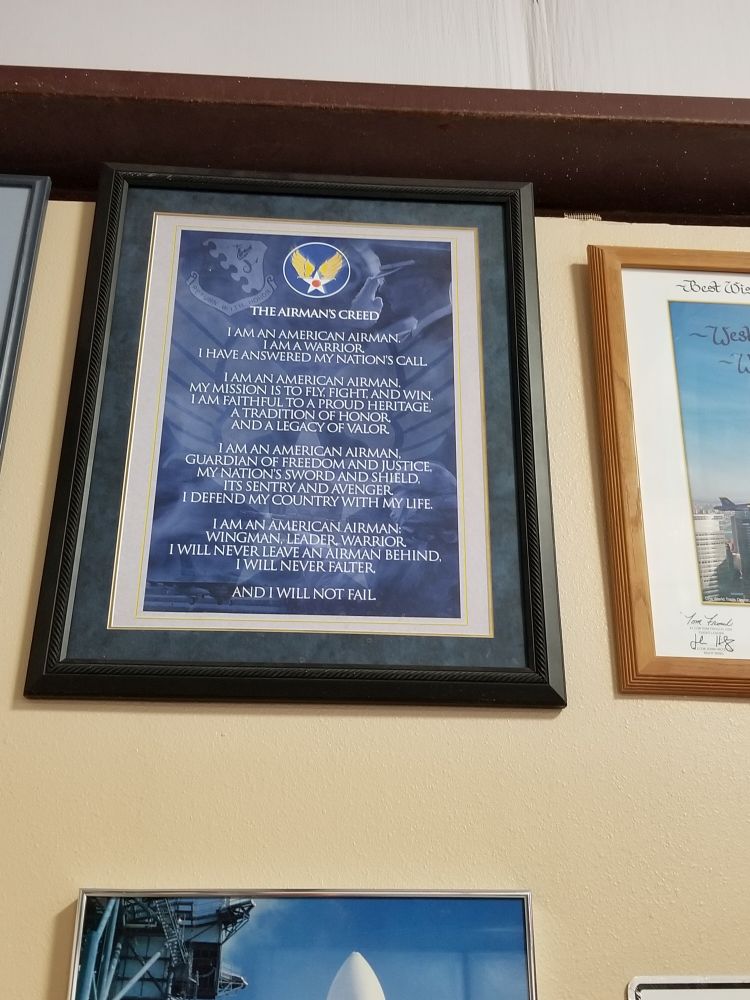 THE AIRMAN'S CREED
I AM AN AMERICAN AIRMAN.
I AM A WARRIOR.
I HAVE ANSWERED MY NATION'S CALL.
I AM AN AMERICAN AIRMAN.
MY MISSION IS TO FLY, FIGHT, AND WIN.
I AM FAITHFUL TO A PROUD HERITAGE,
A TRADITION OF HONOR,
AND A LEGACY OF VALOR.
I AM AN AMERICAN AIRMAN,
GUARDIAN OF FREEDOM AND JUSTICE,
MY NATION'S SWORD AND SHIELD,
ITS SENTRY AND AVENGER.
I DEFEND MY COUNTRY WITH MY LIFE.
I AM AN AMERICAN AIRMAN:
WINGMAN, LEADER, WARRIOR.
I WILL NEVER LEAVE AN AIRMAN BEHIND,
I WILL NEVER FALTER,
AND I WILL NOT FAIL.
~Best Wis
~West
~W